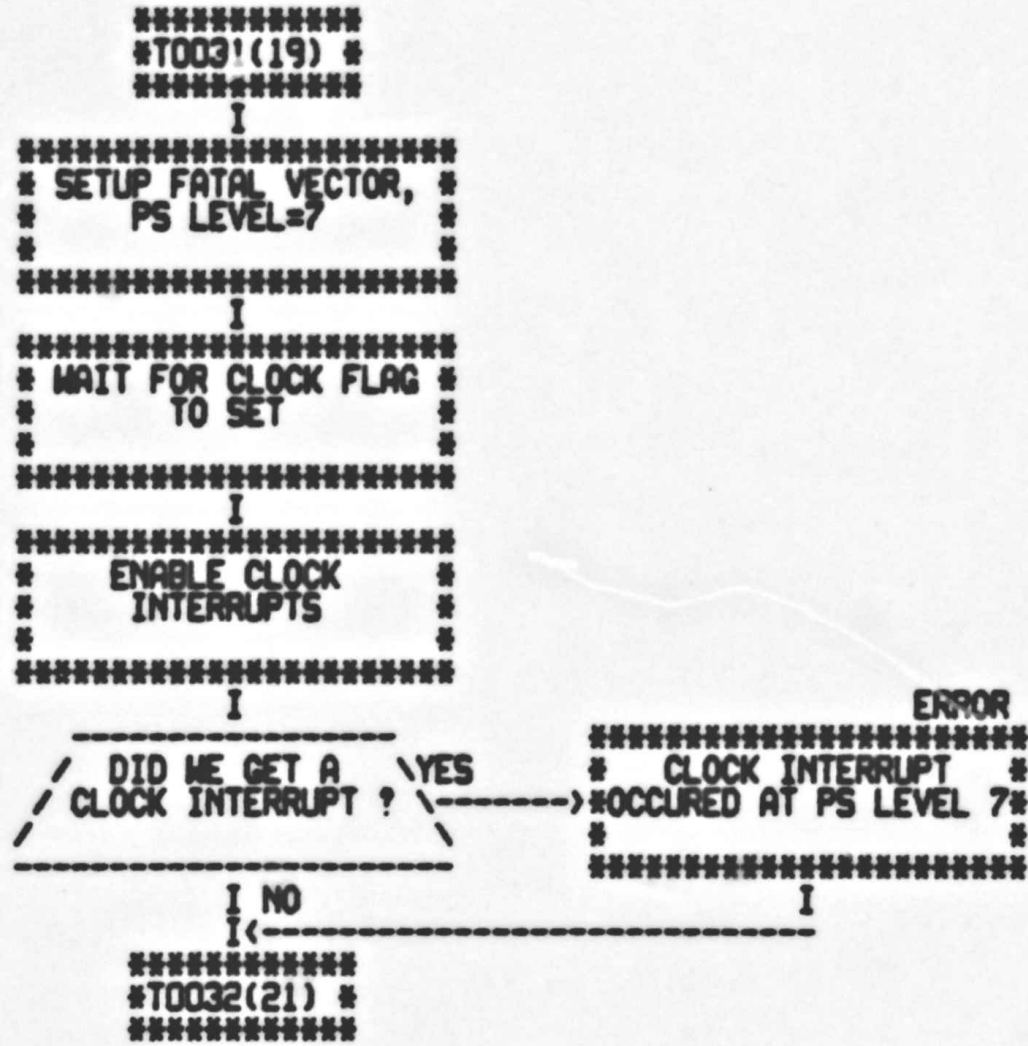 *T003!(19) *
SETUP FATAL VECTOR,
PS LEVEL=7
WAIT FOR CLOCK FLAG
TO SET
ENABLE CLOCK
INTERRUPTS
DID WE GET A
CLOCK INTERRUPT ?
YES
ERROR
CLOCK INTERRUPT
OCCURED AT PS LEVEL 7
NO
*T0032(21) *